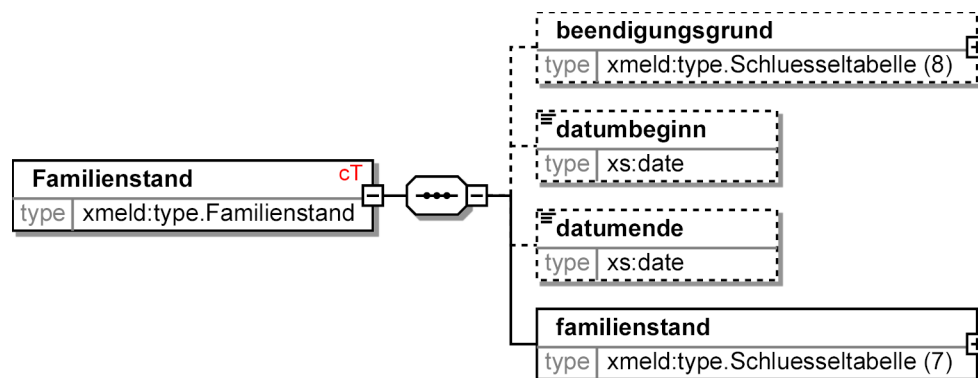 beendigungsgrund
type xmeld:type.Schluesseltabelle (8)
datumbeginn
type xs:date
Familienstand cT
type xmeld:type.Familienstand
datumende
type xs:date
familienstand
type xmeld:type.Schluesseltabelle (7)